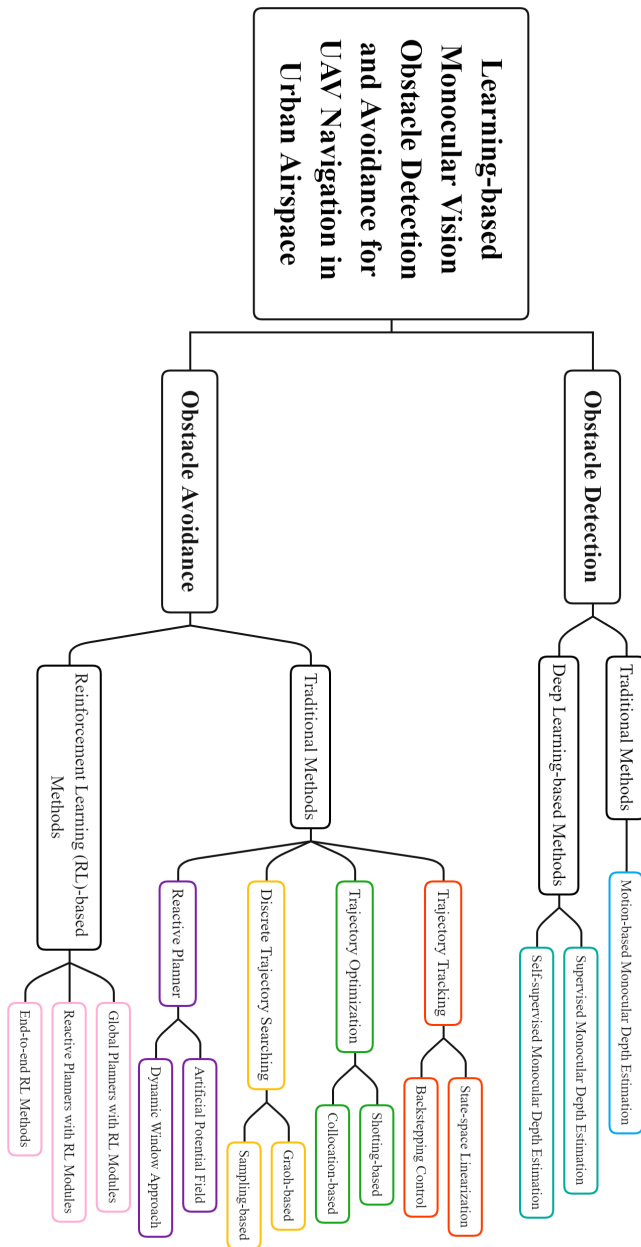 Learning-based
Monocular Vision
Obstacle Detection
and Avoidance for
UAV Navigation in
Urban Airspace
Obstacle Detection
Traditional Methods
Motion-based Monocular Depth Estimation
Deep Learning-based Methods
Supervised Monocular Depth Estimation
Self-supervised Monocular Depth Estimation
Obstacle Avoidance
Traditional Methods
Trajectory Tracking
State-space Linearization
Backstepping Control
Trajectory Optimization
Shotting-based
Collocation-based
Discrete Trajectory Searching
Graoh-based
Sampling-based
Reactive Planner
Artificial Potential Field
Dynamic Window Approach
Reinforcement Learning (RL)-based
Methods
Global Planners with RL Modules
Reactive Planners with RL Modules
End-to-end RL Methods